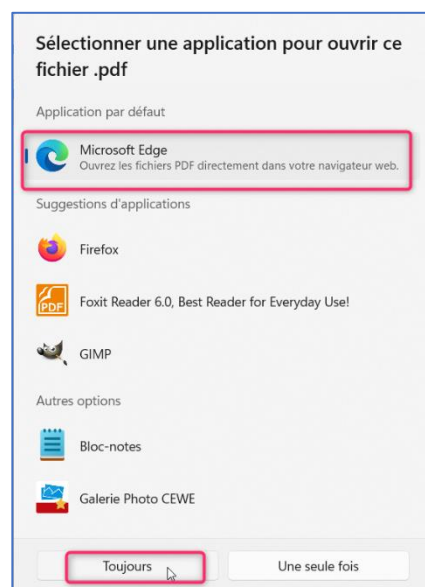 Sélectionner une application pour ouvrir ce
fichier .pdf
Application par défaut
Microsoft Edge
Ouvrez les fichiers PDF directement dans votre navigateur web.
Suggestions d'applications
Firefox
PDF
Foxit Reader 6.0, Best Reader for Everyday Use!
GIMP
Autres options
Bloc-notes
Galerie Photo CEWE
Toujours
Une seule fois